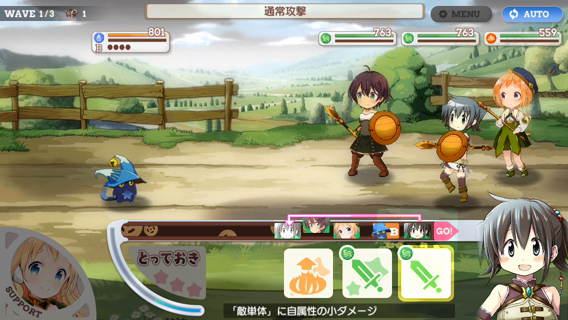 WAVE 1/3
1
通常攻撃
MENU
AUTO
801
B
763
763
559
B
GO!
とっておき
SUPPORT
「敵単体」に自属性の小ダメージ